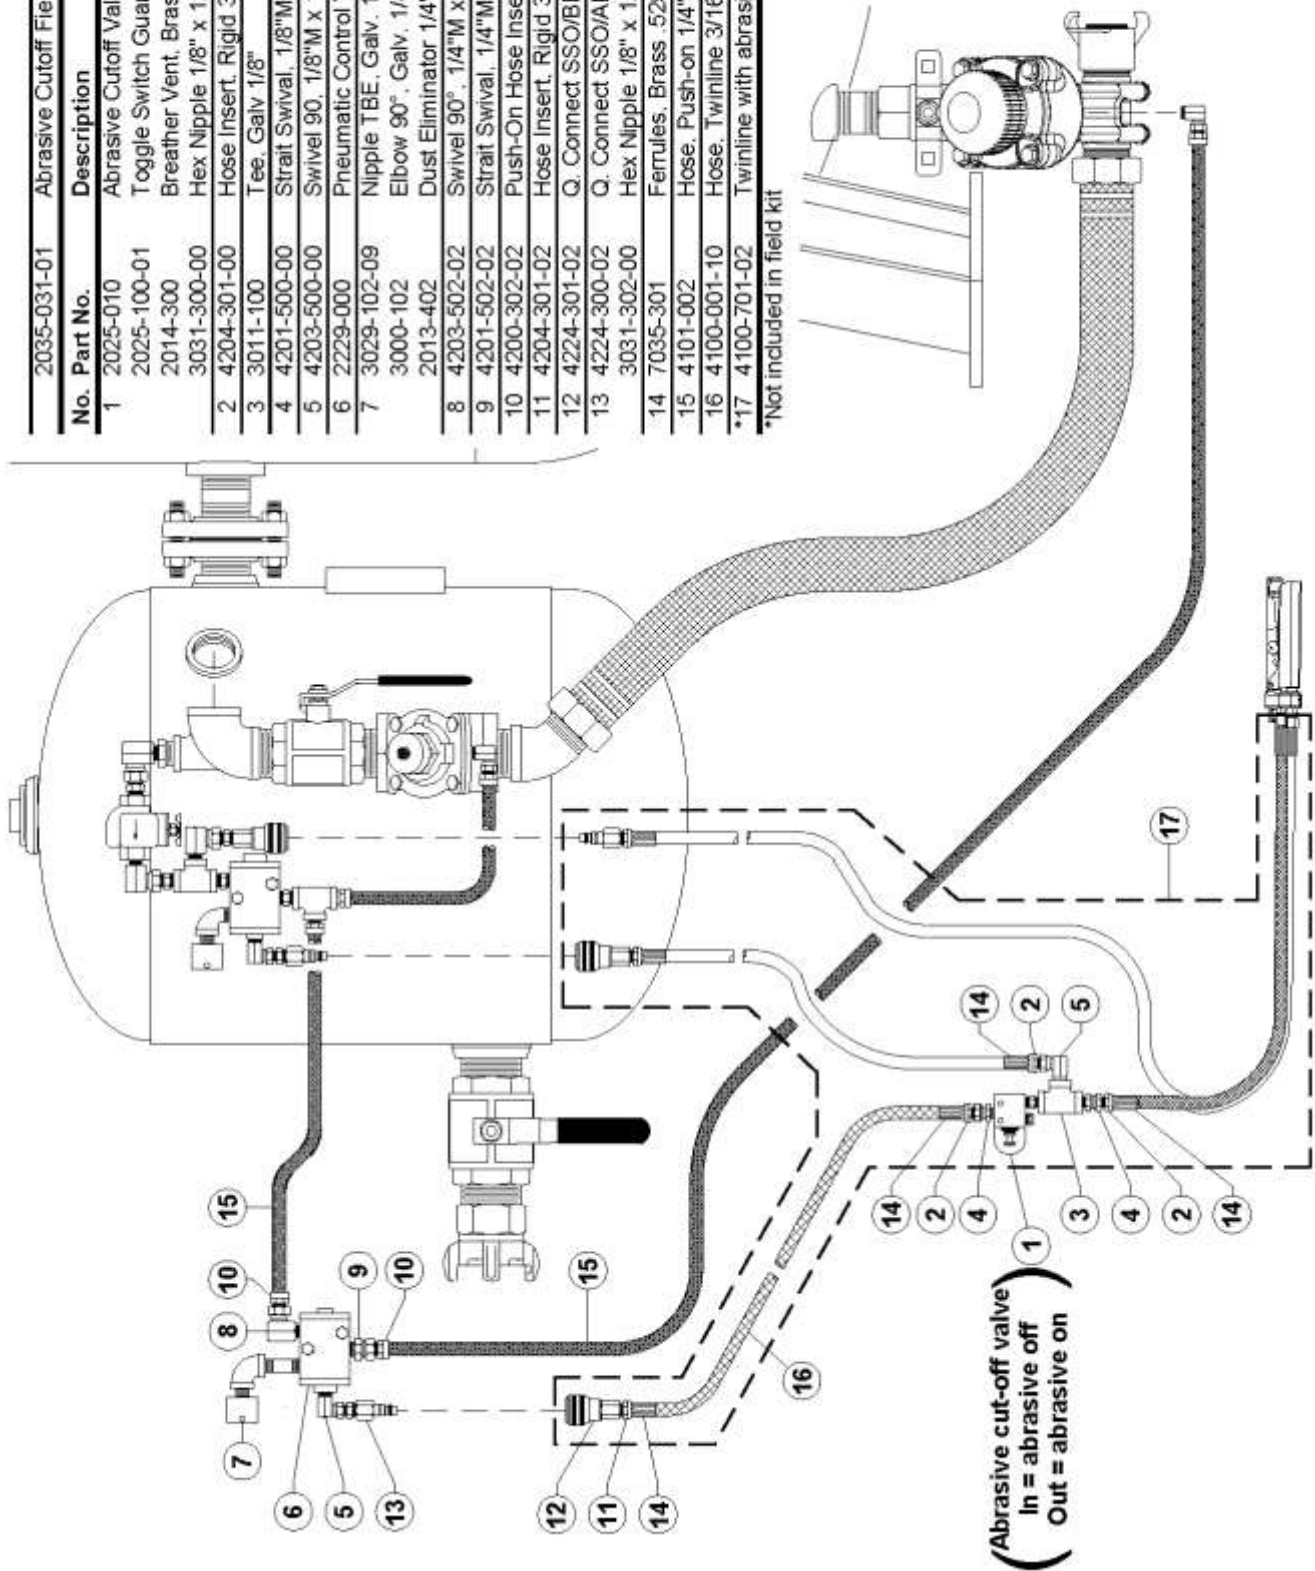 2035-031-01 Abrasive Cutoff Fie
No. Part No. Description
1 2025-010 Abrasive Cutoff Val
2025-100-01 Toggle Switch Guar
2014-300 Breather Vent, Bras
3031-300-00 Hex Nipple 1/8" x 1
2 4204-301-00 Hose Insert, Rigid 3
3 3011-100 Tee, Galv 1/8"
4 4201-500-00 Strait Swival, 1/8"M
5 4203-500-00 Swivel 90, 1/8"M x
6 2229-000 Pneumatic Control
7 3029-102-09 Nipple TBE, Galv. 1
3000-102 Elbow 90°, Galv. 1/
2013-402 Dust Eliminator 1/4"
8 4203-502-02 Swivel 90°, 1/4"M x
9 4201-502-02 Strait Swival, 1/4"M
10 4200-302-02 Push-On Hose Inse
11 4204-301-02 Hose Insert, Rigid 3
12 4224-301-02 Q. Connect SSO/BI
13 4224-300-02 Q. Connect SSO/AI
3031-302-00 Hex Nipple 1/8" x 1
14 7035-301 Ferrules, Brass .52
15 4101-002 Hose, Push-on 1/4"
16 4100-001-10 Hose, Twinline 3/16
*17 4100-701-02 Twinline with abrasi
*Not included in field kit
7
6
5
13
8
10
15
9
10
15
12
11
14
16
17
14
2
5
14
2
4
1
3
4
2
14
(Abrasive cut-off valve)
In = abrasive off
Out = abrasive on